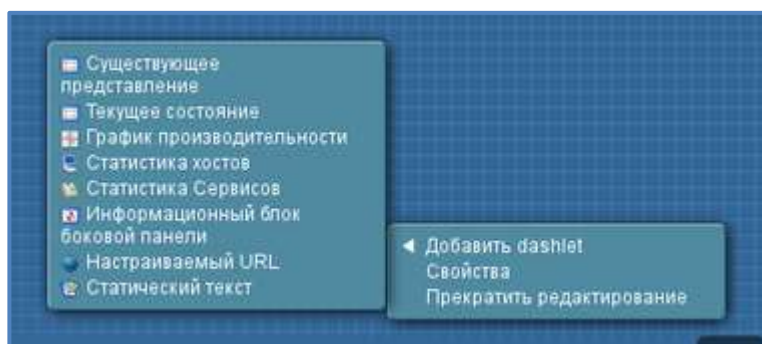 Существующее
представление
Текущее состояние
График производительности
Статистика хостов
Статистика Сервисов
Информационный блок
боковой панели
Настраиваемый URL
Статический текст
Добавить dashlet
Свойства
Прекратить редактирование